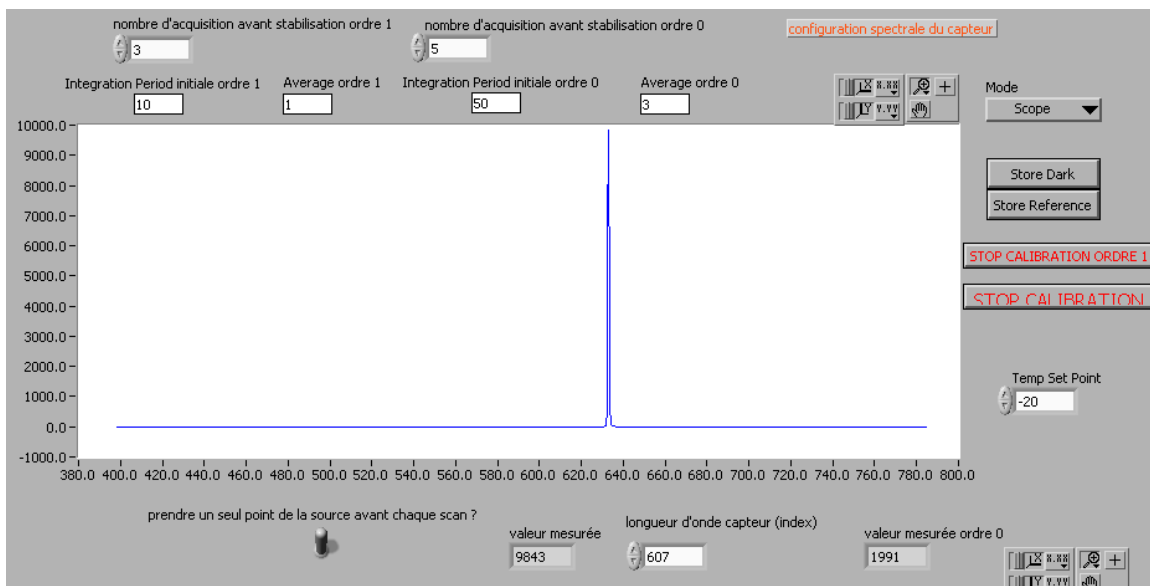 nombre d'acquisition avant stabilisation ordre 1 nombre d'acquisition avant stabilisation ordre 0 configuration spectrale du capteur
3 5
Integration Period initiale ordre 1 Average ordre 1 Integration Period initiale ordre 0 Average ordre 0
10 1 50 3
Mode
Scope
10000.0
9000.0
8000.0
7000.0
6000.0
5000.0
4000.0
3000.0
2000.0
1000.0
0.0
-1000.0
380.0 400.0 420.0 440.0 460.0 480.0 500.0 520.0 540.0 560.0 580.0 600.0 620.0 640.0 660.0 680.0 700.0 720.0 740.0 760.0 780.0 800.0
Store Dark
Store Reference
STOP CALIBRATION ORDRE 1
STOP CALIBRATION
Temp Set Point
-20
prendre un seul point de la source avant chaque scan ?
valeur mesurée longueur d'onde capteur (index) valeur mesurée ordre 0
9843 607 1991